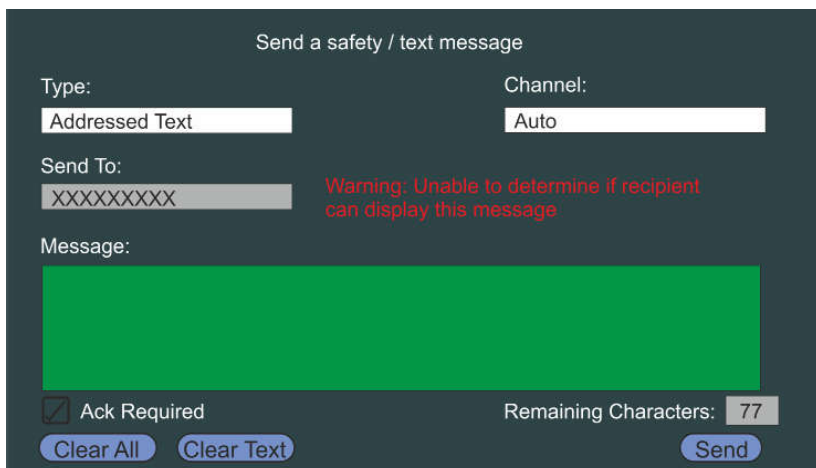 Send a safety / text message
Type:
Channel:
Addressed Text
Auto
Send To:
XXXXXXXXX
Warning: Unable to determine if recipient
can display this message
Message:
Ack Required
Remaining Characters: 77
Clear All
Clear Text
Send